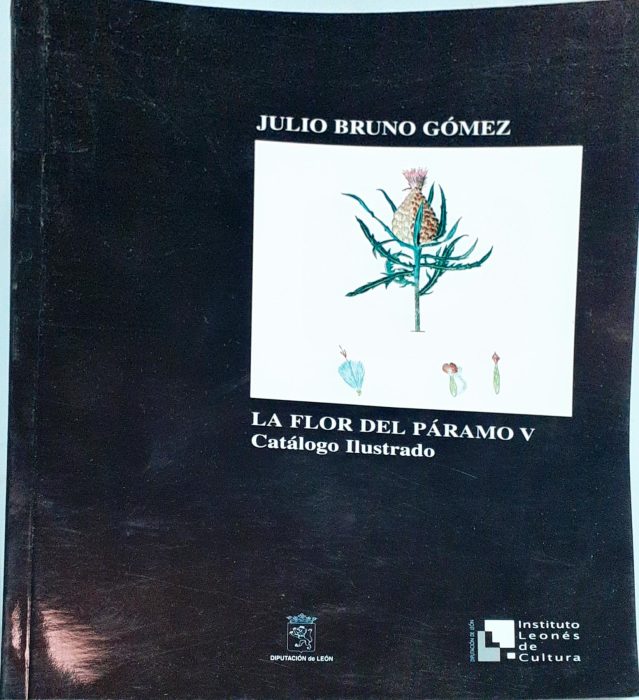 JULIO BRUNO GÓMEZ
LA FLOR DEL PÁRAMO V
Catálogo Ilustrado
DIPUTACIÓN de LEÓN
DIPUTACIÓN DE LEÓN
Instituto
Leonés
de
Cultura